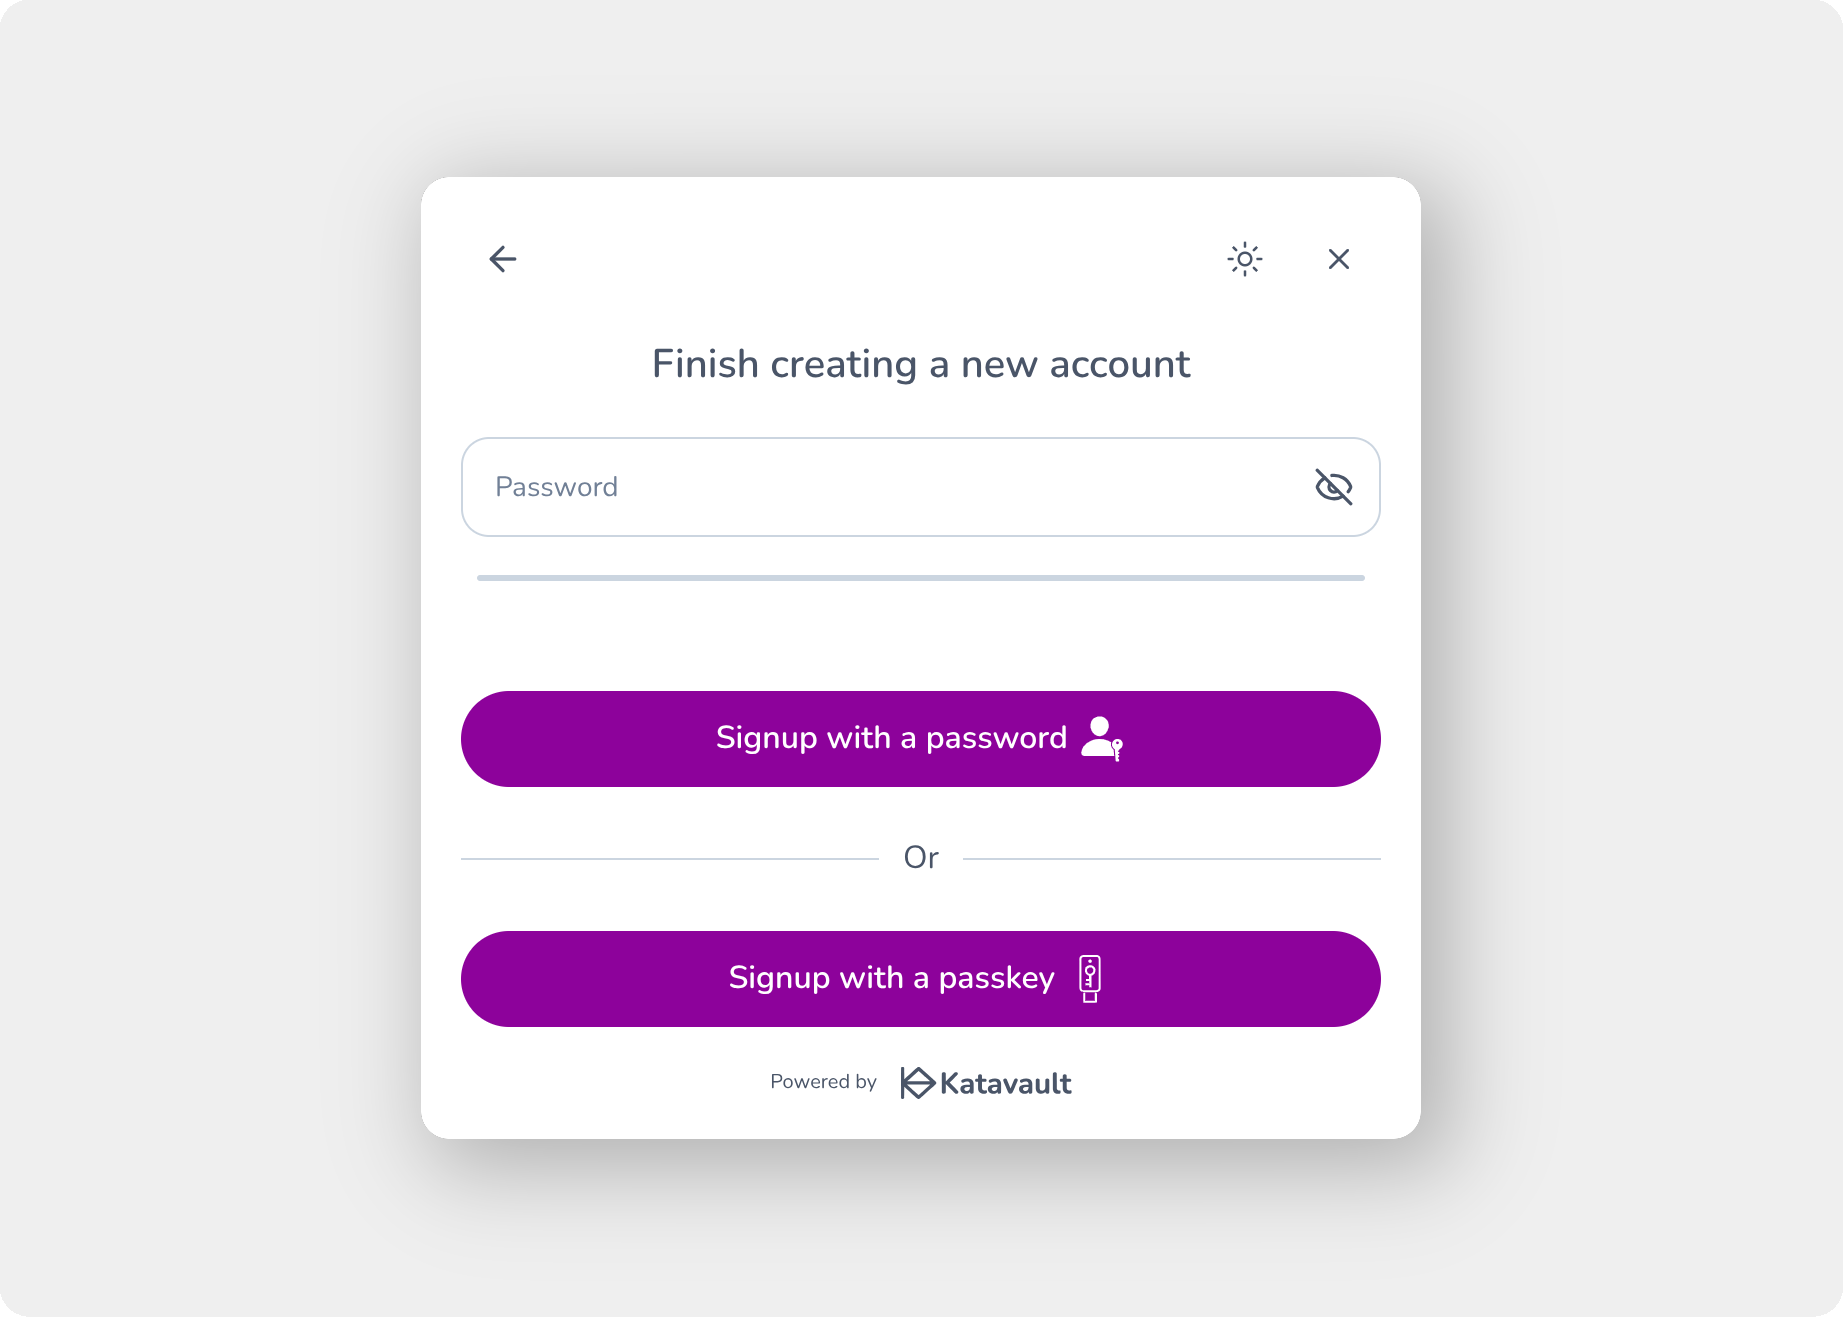 Finish creating a new account
Password
Signup with a password
Or
Signup with a passkey
Powered by Katavault